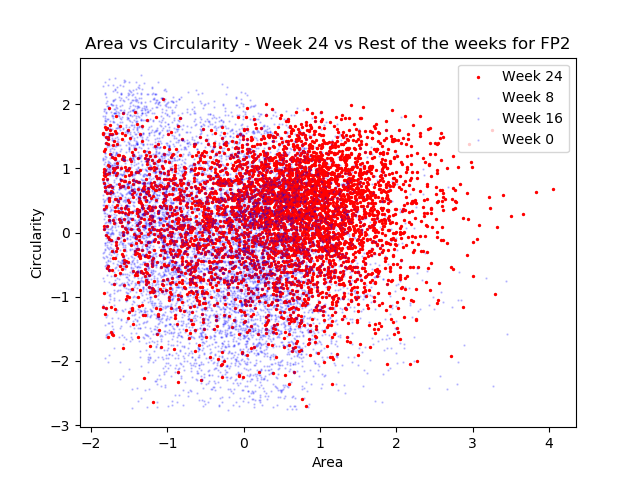 Area vs Circularity - Week 24 vs Rest of the weeks for FP2
Week 24
Week 8
Week 16
Week 0
2
1
0
−1
−2
−3
Circularity
−2
−1
0
1
2
3
4
Area